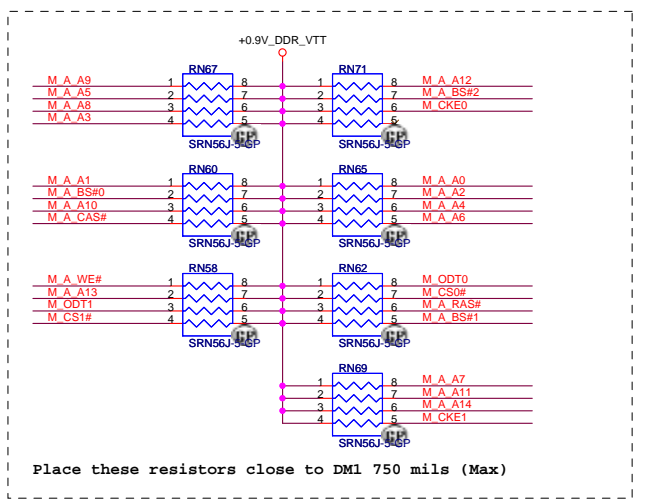 +0.9V_DDR_VTT
RN67
M_A_A9 1 8
M_A_A5 2 7
M_A_A8 3 6
M_A_A3 4 5
SRN56J-5-GP
RN71
1 8 M_A_A12
2 7 M_A_BS#2
3 6 M_CKE0
4 5
SRN56J-5-GP
RN60
M_A_A1 1 8
M_A_BS#0 2 7
M_A_A10 3 6
M_A_CAS# 4 5
SRN56J-5-GP
RN65
1 8 M_A_A0
2 7 M_A_A2
3 6 M_A_A4
4 5 M_A_A6
SRN56J-5-GP
RN58
M_A_WE# 1 8
M_A_A13 2 7
M_ODT1 3 6
M_CS1# 4 5
SRN56J-5-GP
RN62
1 8 M_ODT0
2 7 M_CS0#
3 6 M_A_RAS#
4 5 M_A_BS#1
SRN56J-5-GP
RN69
1 8 M_A_A7
2 7 M_A_A11
3 6 M_A_A14
4 5 M_CKE1
SRN56J-5-GP
Place these resistors close to DM1 750 mils (Max)